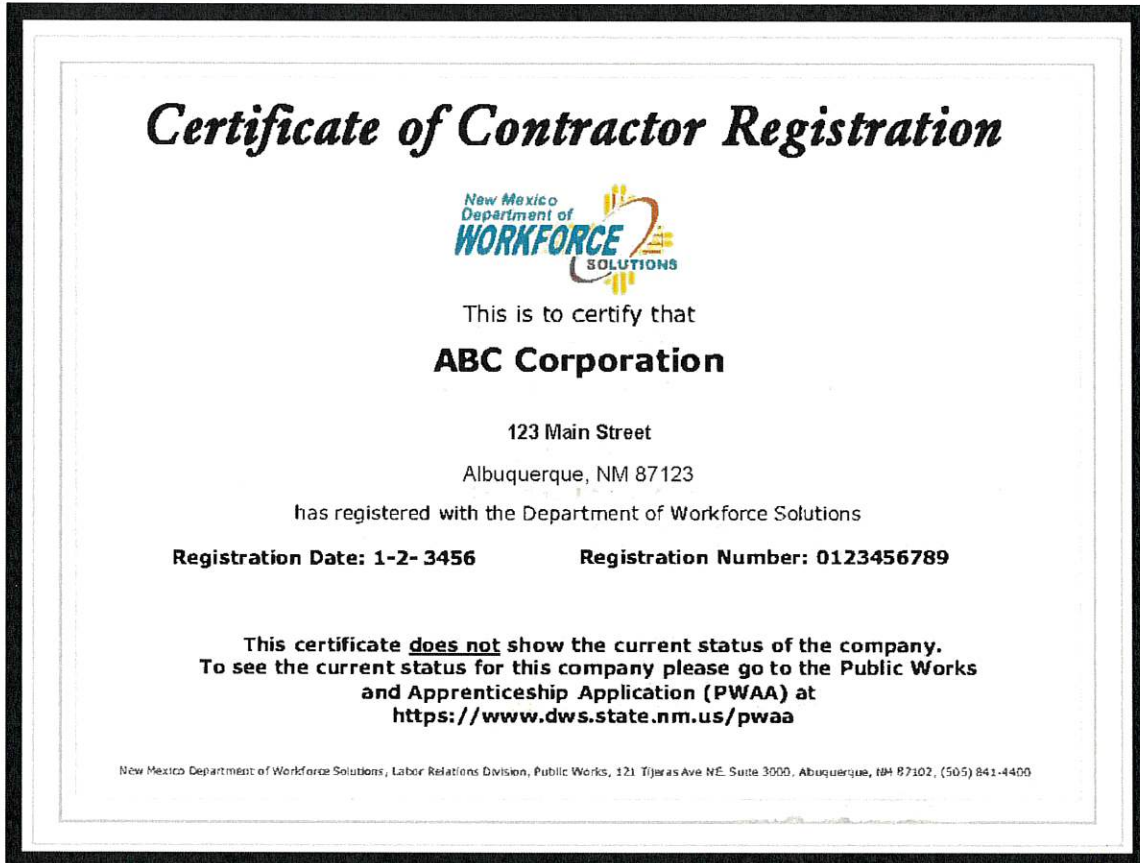 Certificate of Contractor Registration
New Mexico
Department of
WORKFORCE
SOLUTIONS
This is to certify that
ABC Corporation
123 Main Street
Albuquerque, NM 87123
has registered with the Department of Workforce Solutions
Registration Date: 1-2- 3456 Registration Number: 0123456789
This certificate does not show the current status of the company.
To see the current status for this company please go to the Public Works
and Apprenticeship Application (PWAA) at
https://www.dws.state.nm.us/pwaa
New Mexico Department of Workforce Solutions, Labor Relations Division, Public Works, 121 Tijeras Ave NE. Suite 3000, Abuquerque, NM 87102, (505) 841-4400